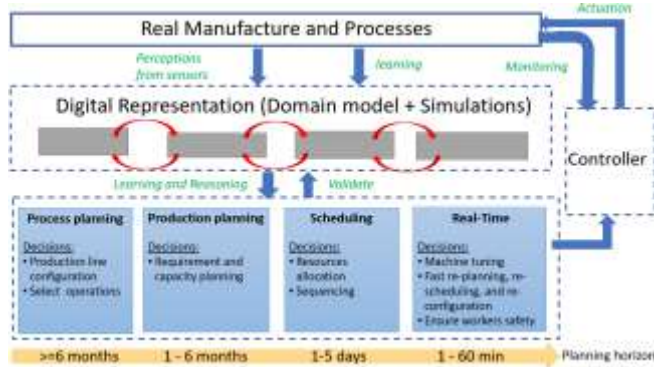 Actuation
Real Manufacture and Processes
Perceptions
from sensors
learning
Monitoring
Digital Representation (Domain model + Simulations)
Controller
Learning and Reasoning
Validate
Process planning
Decisions:
• Production line
configuration
• Select operations
Production planning
Decisions:
• Requirement and
capacity planning
Scheduling
Decisions:
• Resources
allocation
• Sequencing
Real-Time
Decisions:
• Machine tuning
• Fast re-planning, re-
scheduling, and re-
configuration
• Ensure workers safety
>=6 months
1 - 6 months
1-5 days
1 - 60 min
Planning horizon